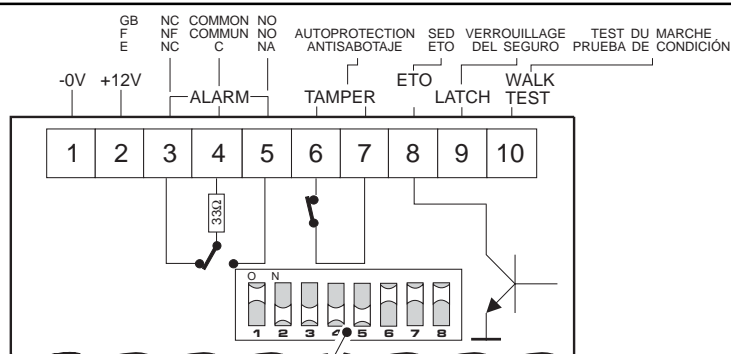 GB NC COMMON NO
F NF COMMUN NO
E NC C NA
AUTOPROTECTION SED VERROUILLAGE TEST DU MARCHE
ANTISABOTAJE ETO DEL SEGURO PRUEBA DE CONDICIÓN
-0V +12V ALARM TAMPER ETO LATCH WALK TEST
1 2 3 4 5 6 7 8 9 10
33Ω
O N
1 2 3 4 5 6 7 8